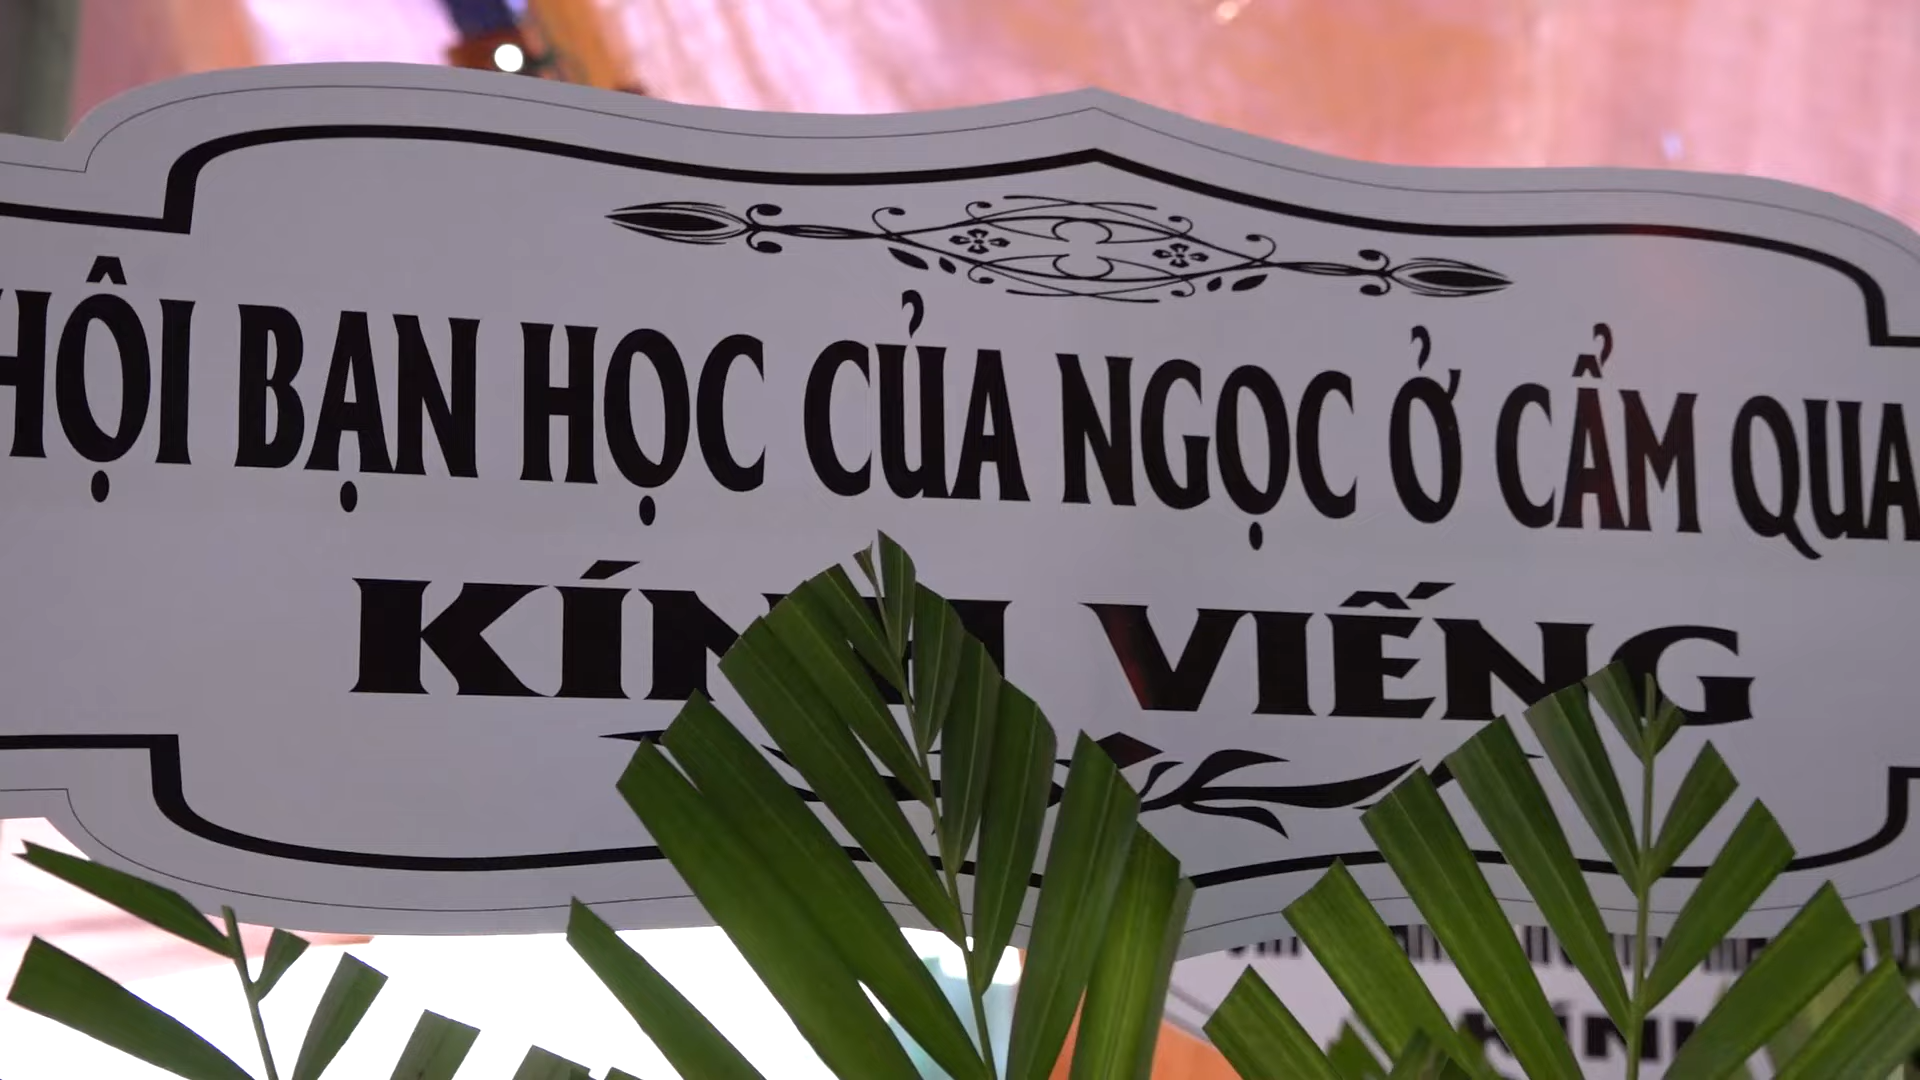 HỘI BẠN HỌC CỦA NGỌC Ở CẨM QUA
KÍNH VIẾNG